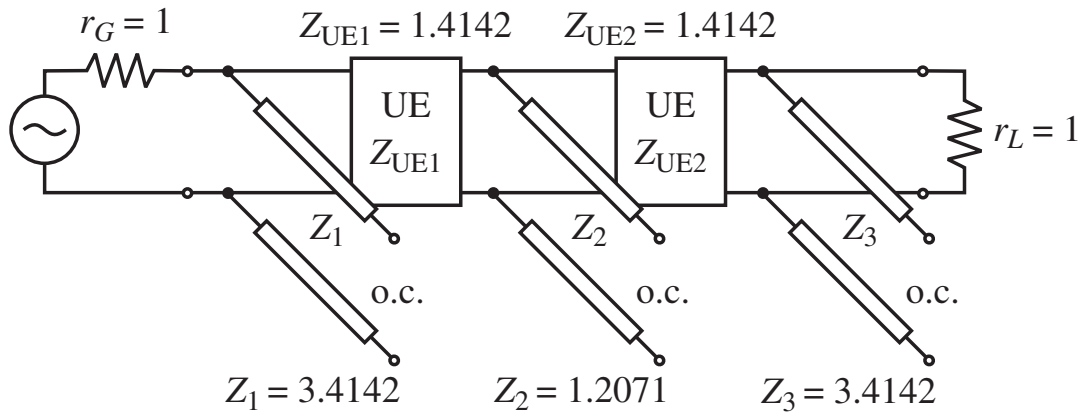 r_G = 1
Z_UE1 = 1.4142
Z_UE2 = 1.4142
UE
Z_UE1
UE
Z_UE2
r_L = 1
Z_1
Z_2
Z_3
o.c.
o.c.
o.c.
Z_1 = 3.4142
Z_2 = 1.2071
Z_3 = 3.4142